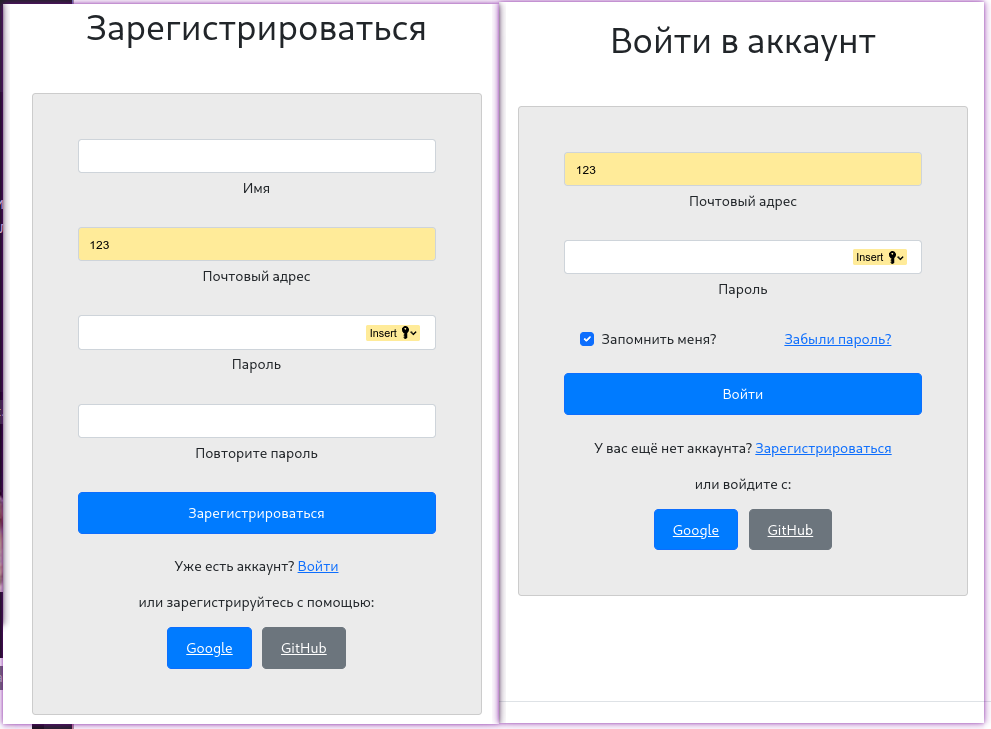 Зарегистрироваться
Имя
123
Почтовый адрес
Insert
Пароль
Повторите пароль
Зарегистрироваться
Уже есть аккаунт? Войти
или зарегистрируйтесь с помощью:
Google GitHub
Войти в аккаунт
123
Почтовый адрес
Insert
Пароль
Запомнить меня? Забыли пароль?
Войти
У вас ещё нет аккаунта? Зарегистрироваться
или войдите с:
Google GitHub